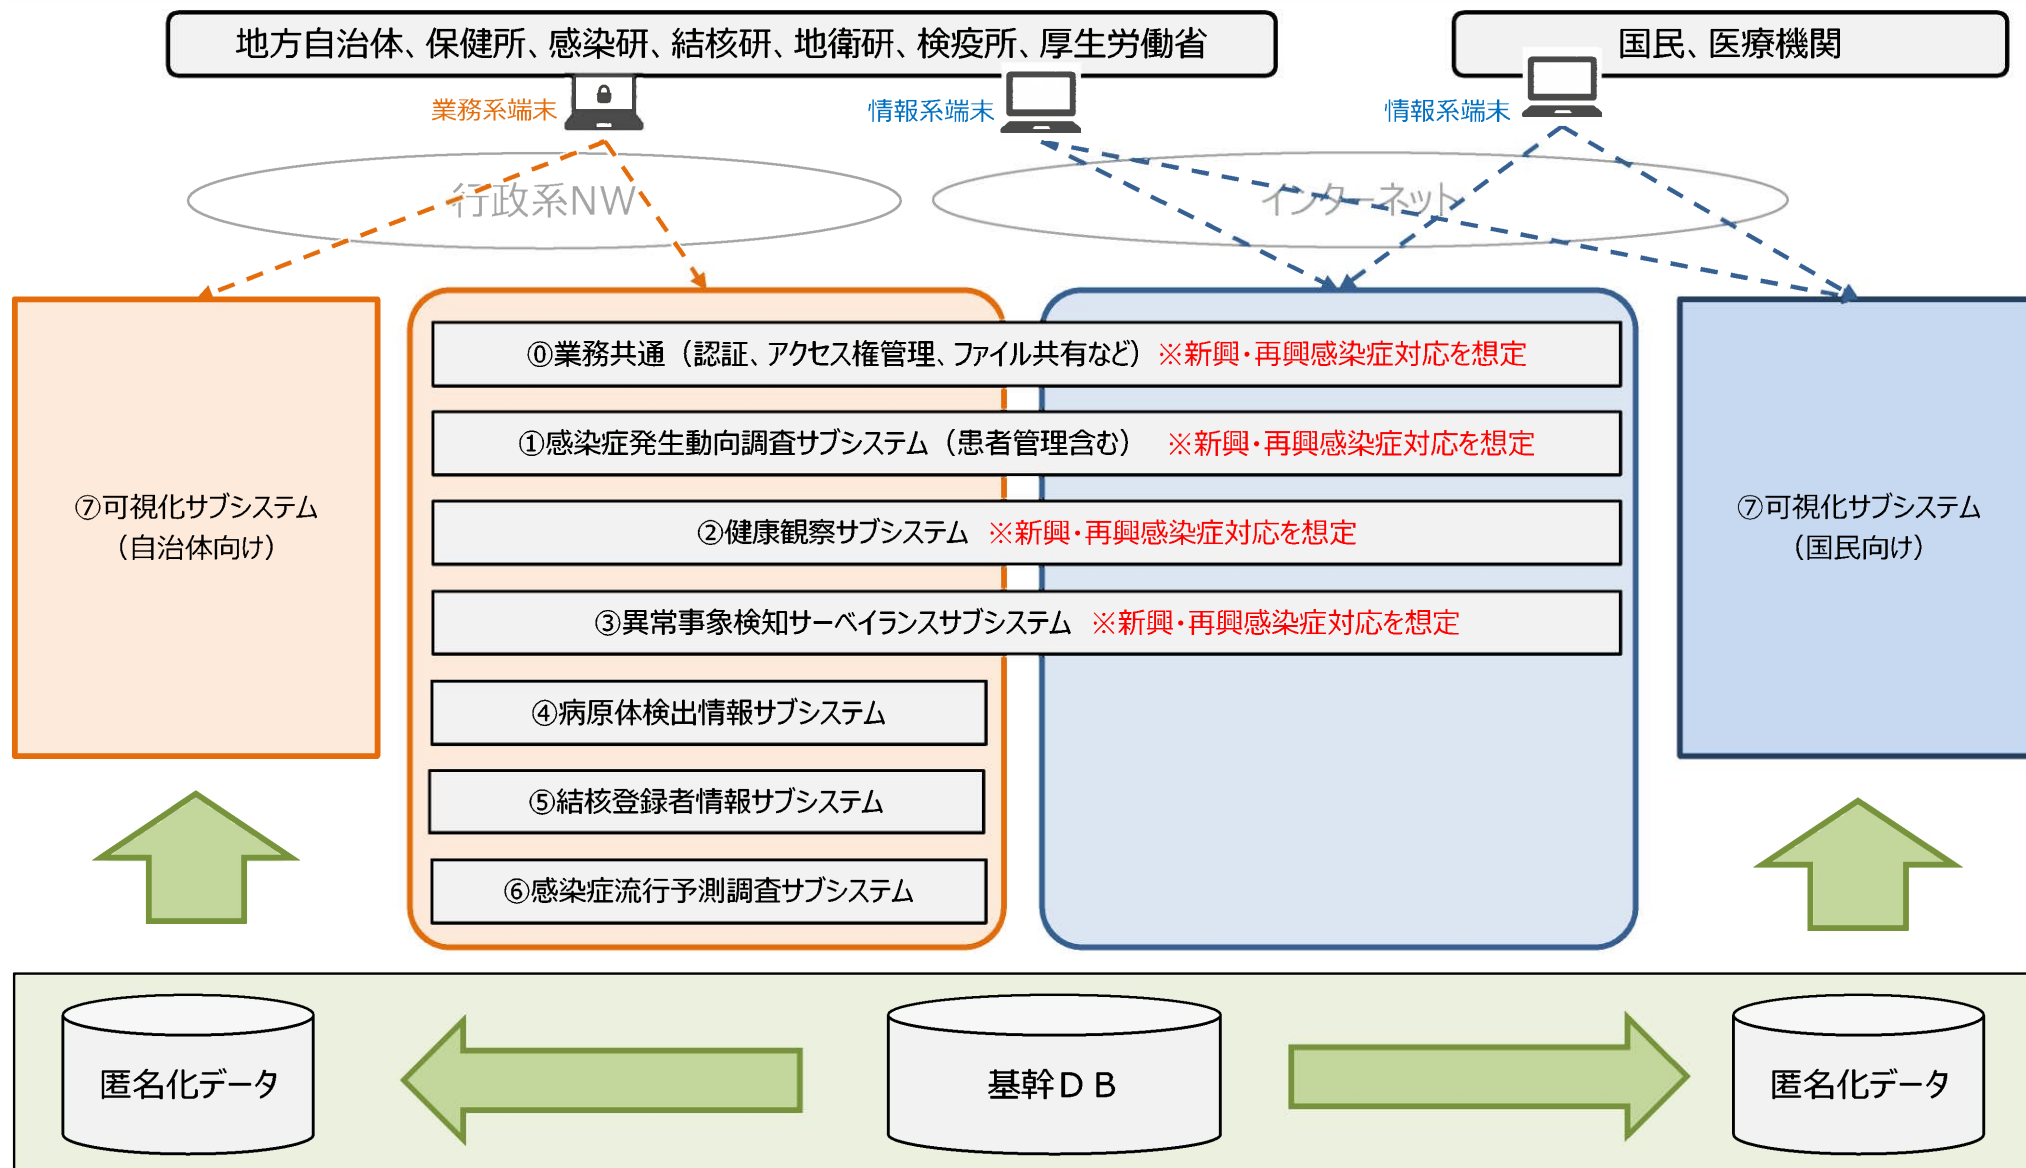 地方自治体、保健所、感染研、結核研、地衛研、検疫所、厚生労働省
国民、医療機関
業務系端末
情報系端末
情報系端末
行政系NW
インターネット
⓪業務共通（認証、アクセス権管理、ファイル共有など）※新興・再興感染症対応を想定
①感染症発生動向調査サブシステム（患者管理含む）　※新興・再興感染症対応を想定
②健康観察サブシステム　※新興・再興感染症対応を想定
③異常事象検知サーベイランスサブシステム　※新興・再興感染症対応を想定
④病原体検出情報サブシステム
⑤結核登録者情報サブシステム
⑥感染症流行予測調査サブシステム
⑦可視化サブシステム
（自治体向け）
⑦可視化サブシステム
（国民向け）
匿名化データ
基幹ＤＢ
匿名化データ